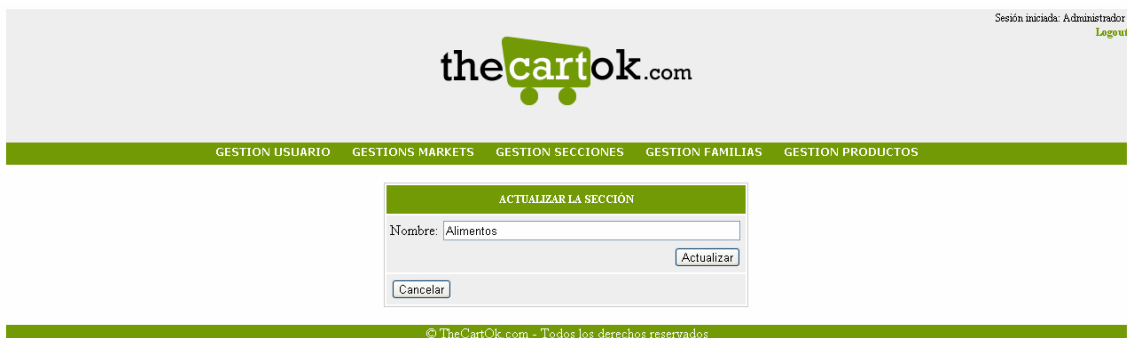 Sesión iniciada: Administrador
Logout
thecartok.com
GESTION USUARIO GESTIONS MARKETS GESTION SECCIONES GESTION FAMILIAS GESTION PRODUCTOS
ACTUALIZAR LA SECCIÓN
Nombre: Alimentos
Actualizar
Cancelar
© TheCartOk.com - Todos los derechos reservados